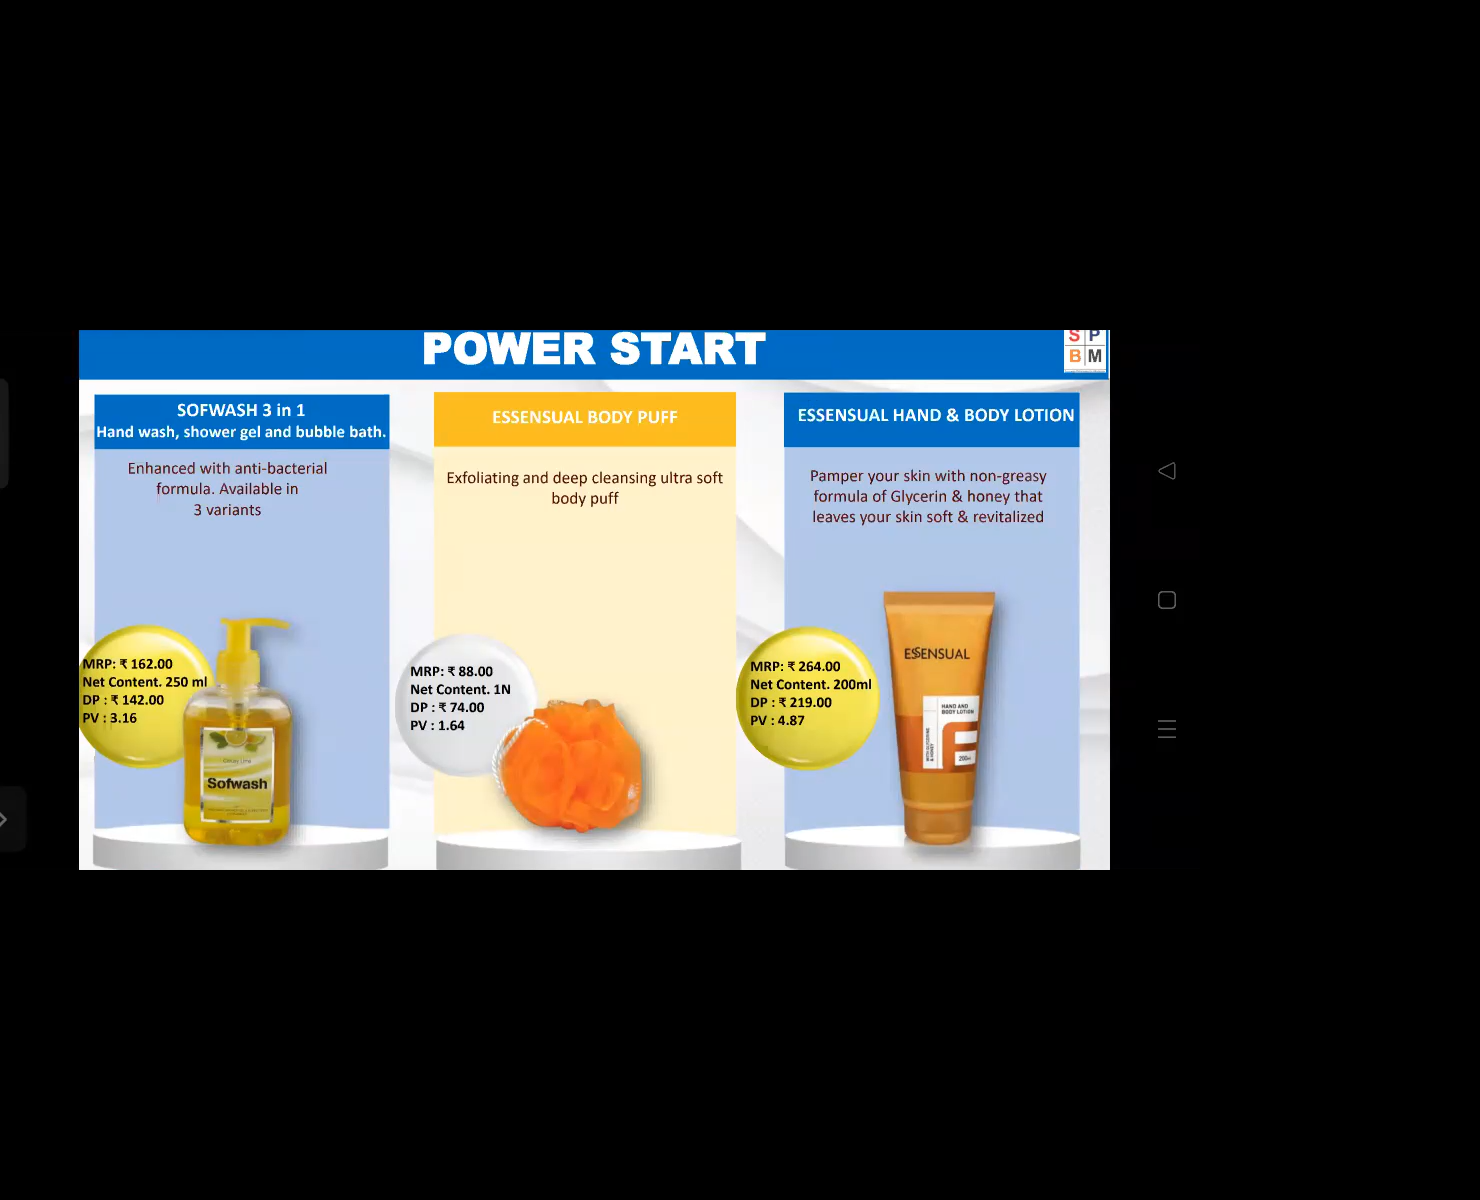 POWER START
S P
B M
SOFWASH 3 in 1
Hand wash, shower gel and bubble bath.
Enhanced with anti-bacterial
formula. Available in
3 variants
MRP: ₹ 162.00
Net Content. 250 ml
DP : ₹ 142.00
PV : 3.16
Sofwash
ESSENSUAL BODY PUFF
Exfoliating and deep cleansing ultra soft
body puff
MRP: ₹ 88.00
Net Content. 1N
DP : ₹ 74.00
PV : 1.64
ESSENSUAL HAND & BODY LOTION
Pamper your skin with non-greasy
formula of Glycerin & honey that
leaves your skin soft & revitalized
MRP: ₹ 264.00
Net Content. 200ml
DP : ₹ 219.00
PV : 4.87
ESSENSUAL
HAND AND
BODY LOTION
WITH GLYCERINE
& HONEY
E
200ml